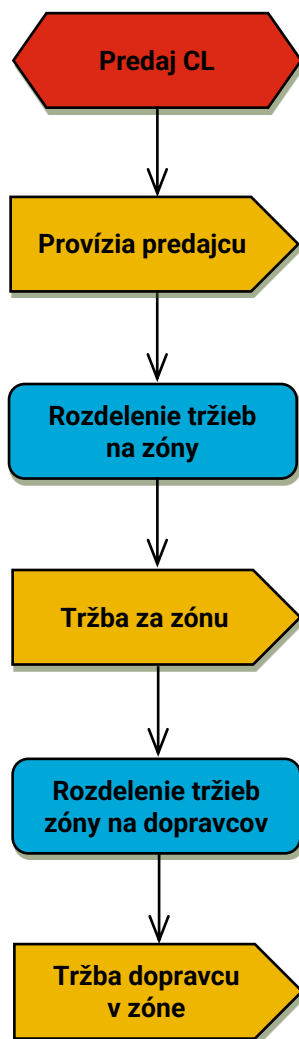 Predaj CL
Provízia predajcu
Rozdelenie tržieb
na zóny
Tržba za zónu
Rozdelenie tržieb
zóny na dopravcov
Tržba dopravcu
v zóne